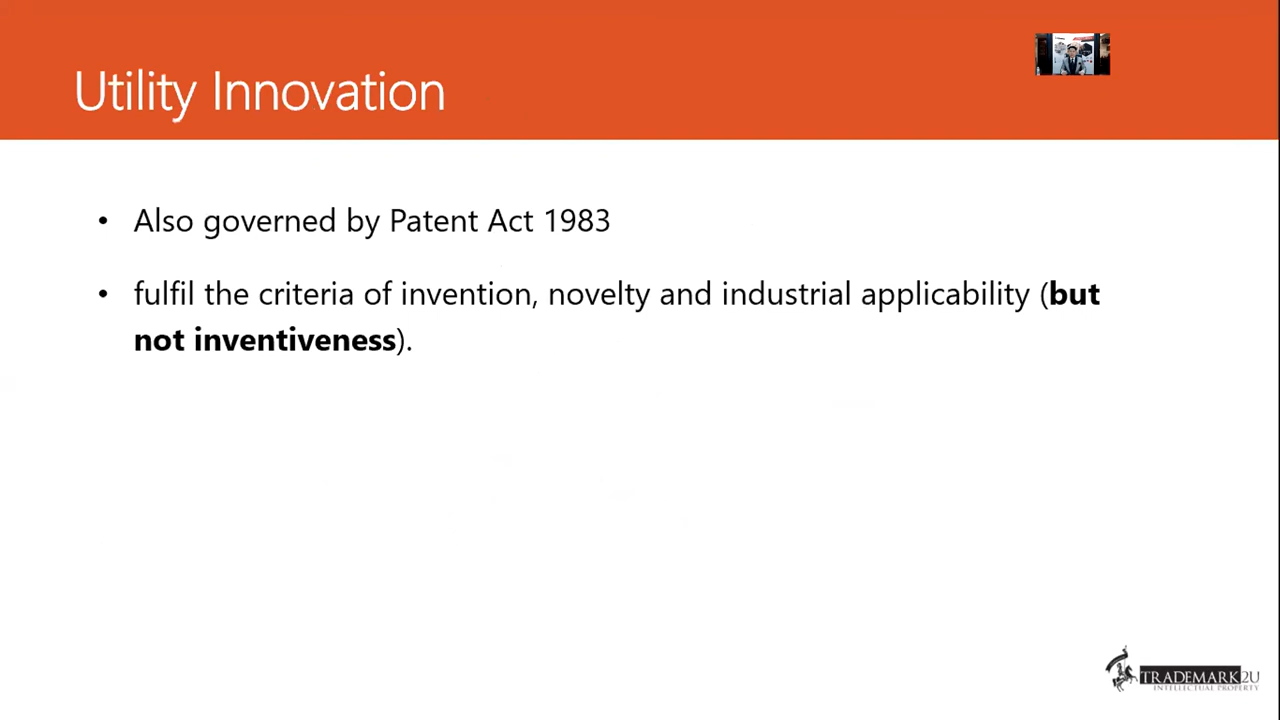 Utility Innovation
• Also governed by Patent Act 1983
• fulfil the criteria of invention, novelty and industrial applicability (but
not inventiveness).
TRADEMARK2U
INTELLECTUAL PROPERTY